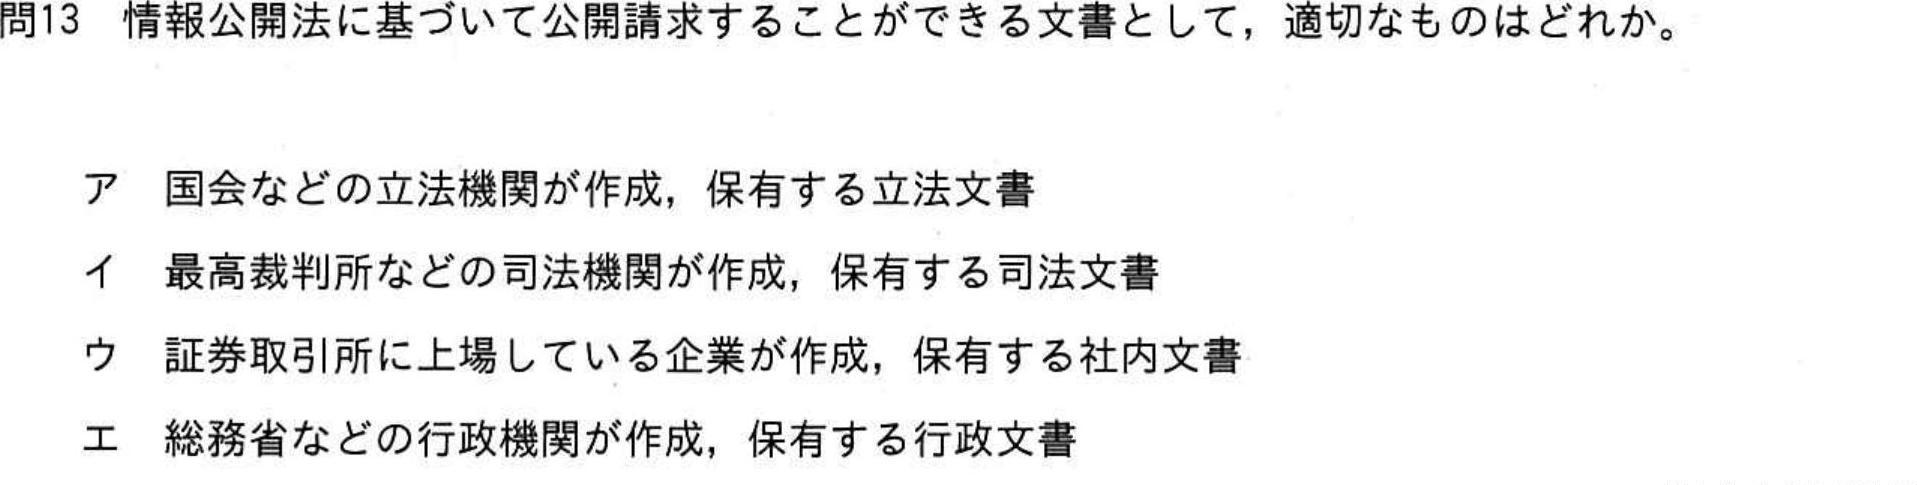 問13 情報公開法に基づいて公開請求することができる文書として，適切なものはどれか。
ア 国会などの立法機関が作成，保有する立法文書
イ 最高裁判所などの司法機関が作成，保有する司法文書
ウ 証券取引所に上場している企業が作成，保有する社内文書
エ 総務省などの行政機関が作成，保有する行政文書